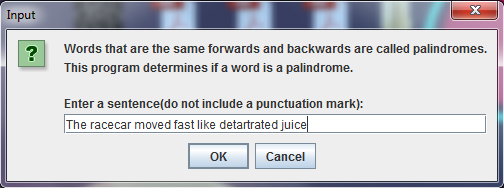 Input
Words that are the same forwards and backwards are called palindromes.
This program determines if a word is a palindrome.
Enter a sentence(do not include a punctuation mark):
The racecar moved fast like detartrated juice
OK Cancel